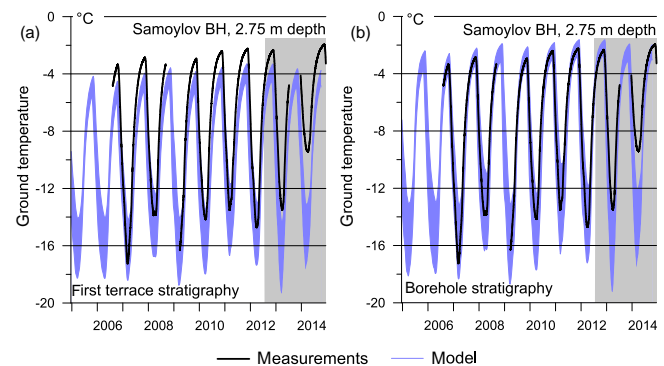 (a)
°C
Samoylov BH, 2.75 m depth
0
-4
-8
-12
-16
-20
Ground temperature
First terrace stratigraphy
2006
2008
2010
2012
2014
(b)
°C
Samoylov BH, 2.75 m depth
0
-4
-8
-12
-16
-20
Ground temperature
Borehole stratigraphy
2006
2008
2010
2012
2014
Measurements
Model